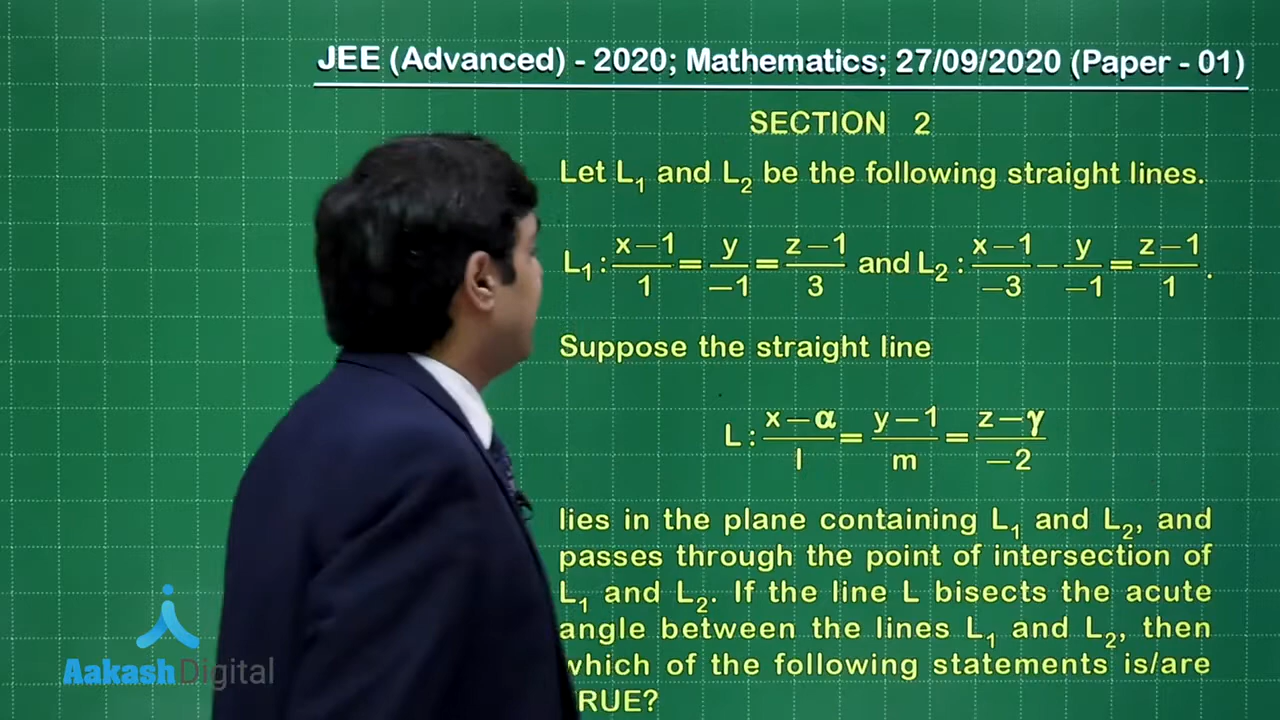 JEE (Advanced) - 2020; Mathematics; 27/09/2020 (Paper - 01)
SECTION 2
Let L₁ and L₂ be the following straight lines.
L₁ : (x−1)/1 = y/−1 = (z−1)/3 and L₂ : (x−1)/−3 − y/−1 = (z−1)/1 .
Suppose the straight line
L : (x−α)/l = (y−1)/m = (z−γ)/−2
lies in the plane containing L₁ and L₂, and
passes through the point of intersection of
L₁ and L₂. If the line L bisects the acute
angle between the lines L₁ and L₂, then
which of the following statements is/are
TRUE?
AakashDigital